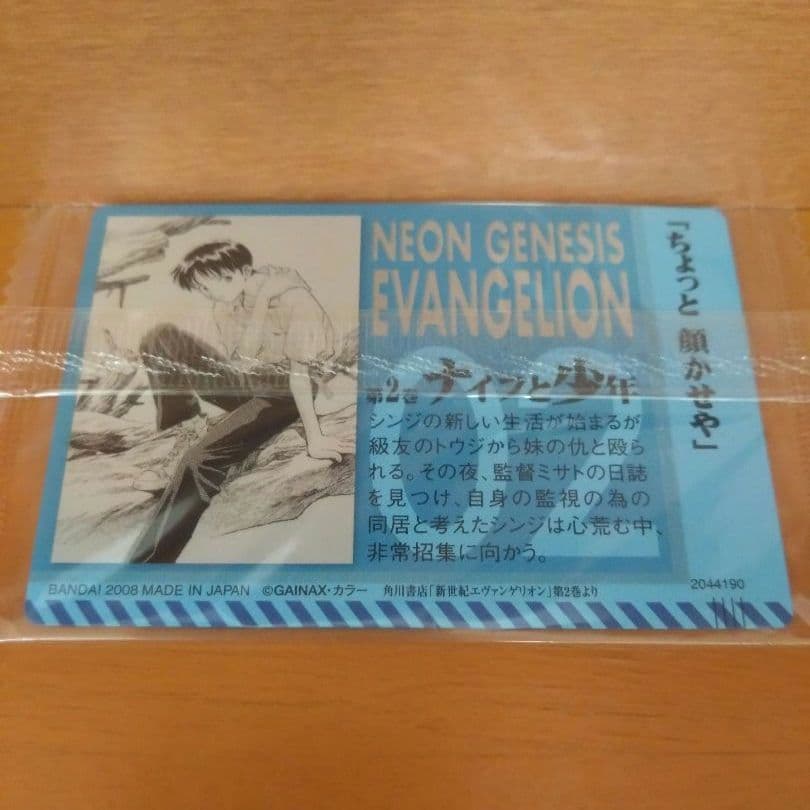 NEON GENESIS
EVANGELION
02
第2巻 ナイフと少年
シンジの新しい生活が始まるが
級友のトウジから妹の仇と殴ら
れる。その夜、監督ミサトの日誌
を見つけ、自身の監視の為の
同居と考えたシンジは心荒む中、
非常招集に向かう。
「ちょっと 顔かせや」
BANDAI 2008 MADE IN JAPAN ©GAINAX・カラー 角川書店「新世紀エヴァンゲリオン」第2巻より
2044190